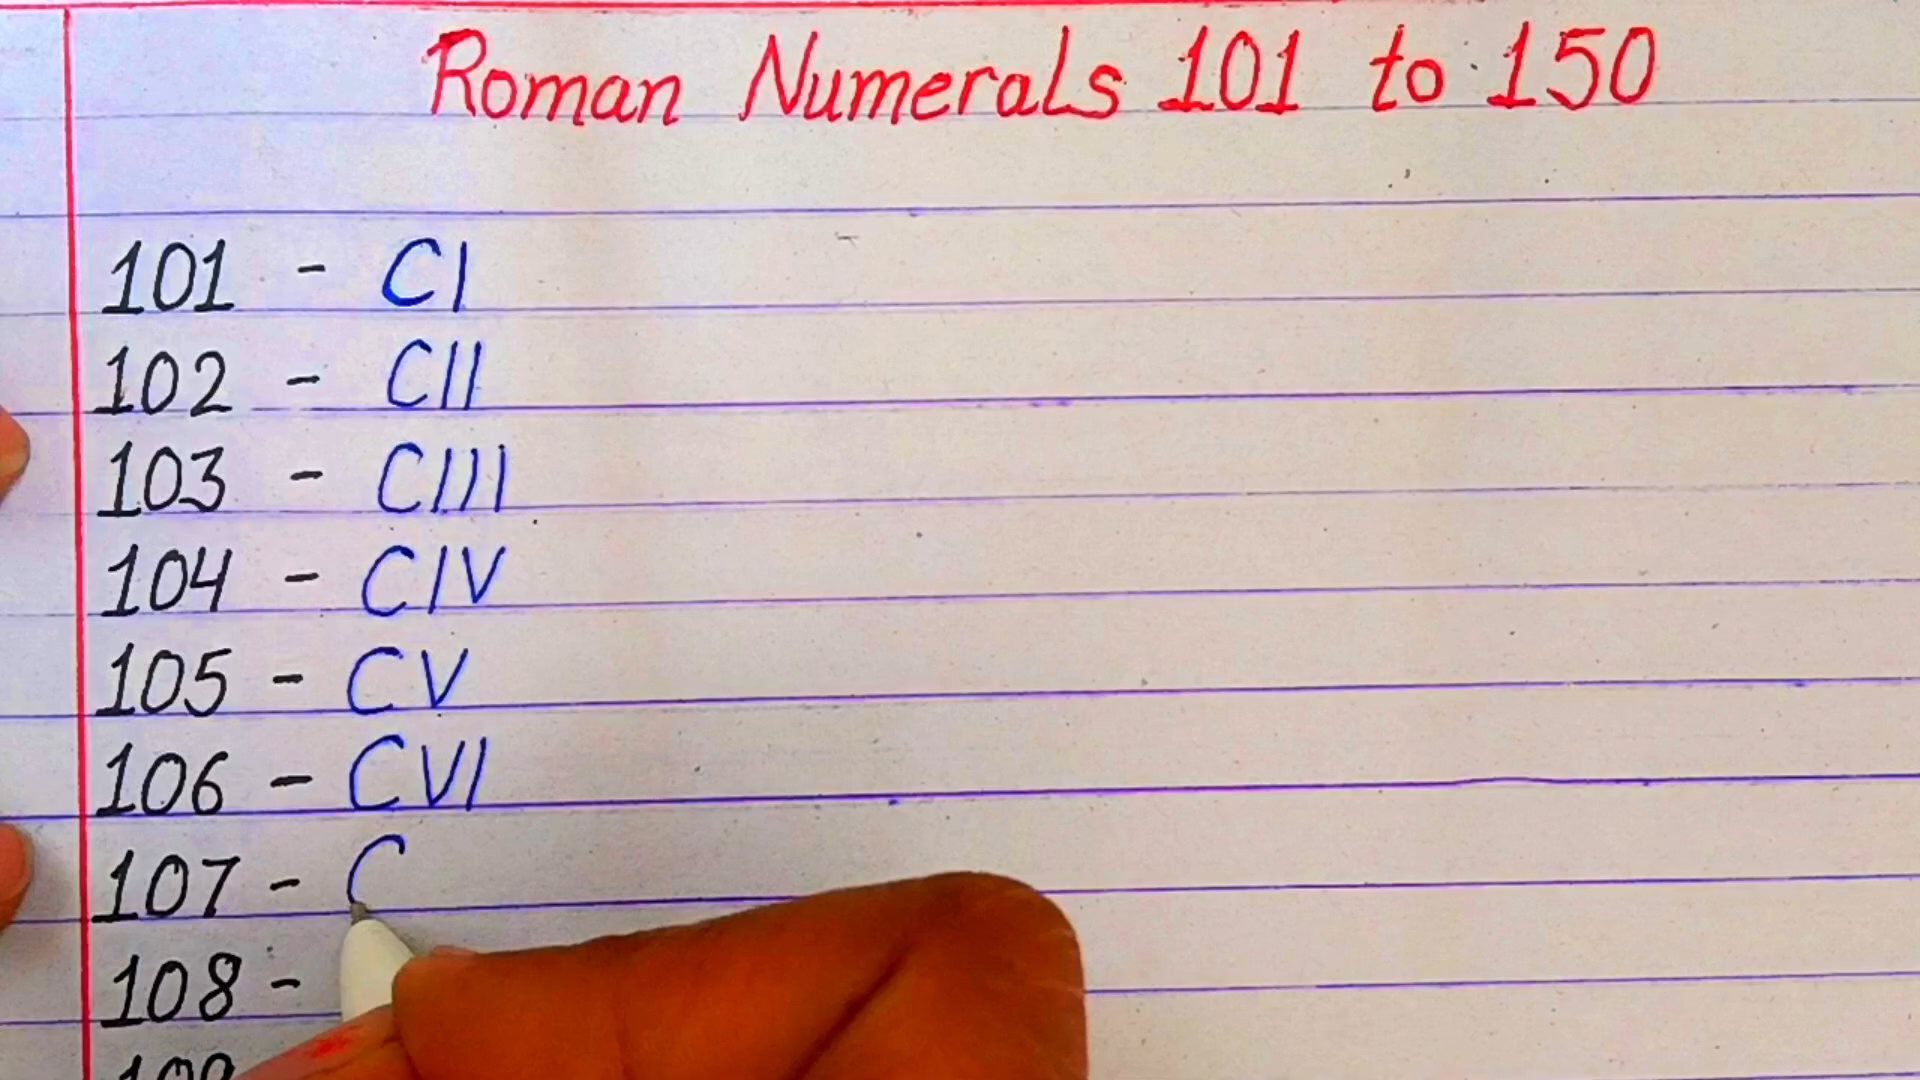 Roman Numerals 101 to 150
101 - CI
102 - CII
103 - CIII
104 - CIV
105 - CV
106 - CVI
107 - C
108 -
109